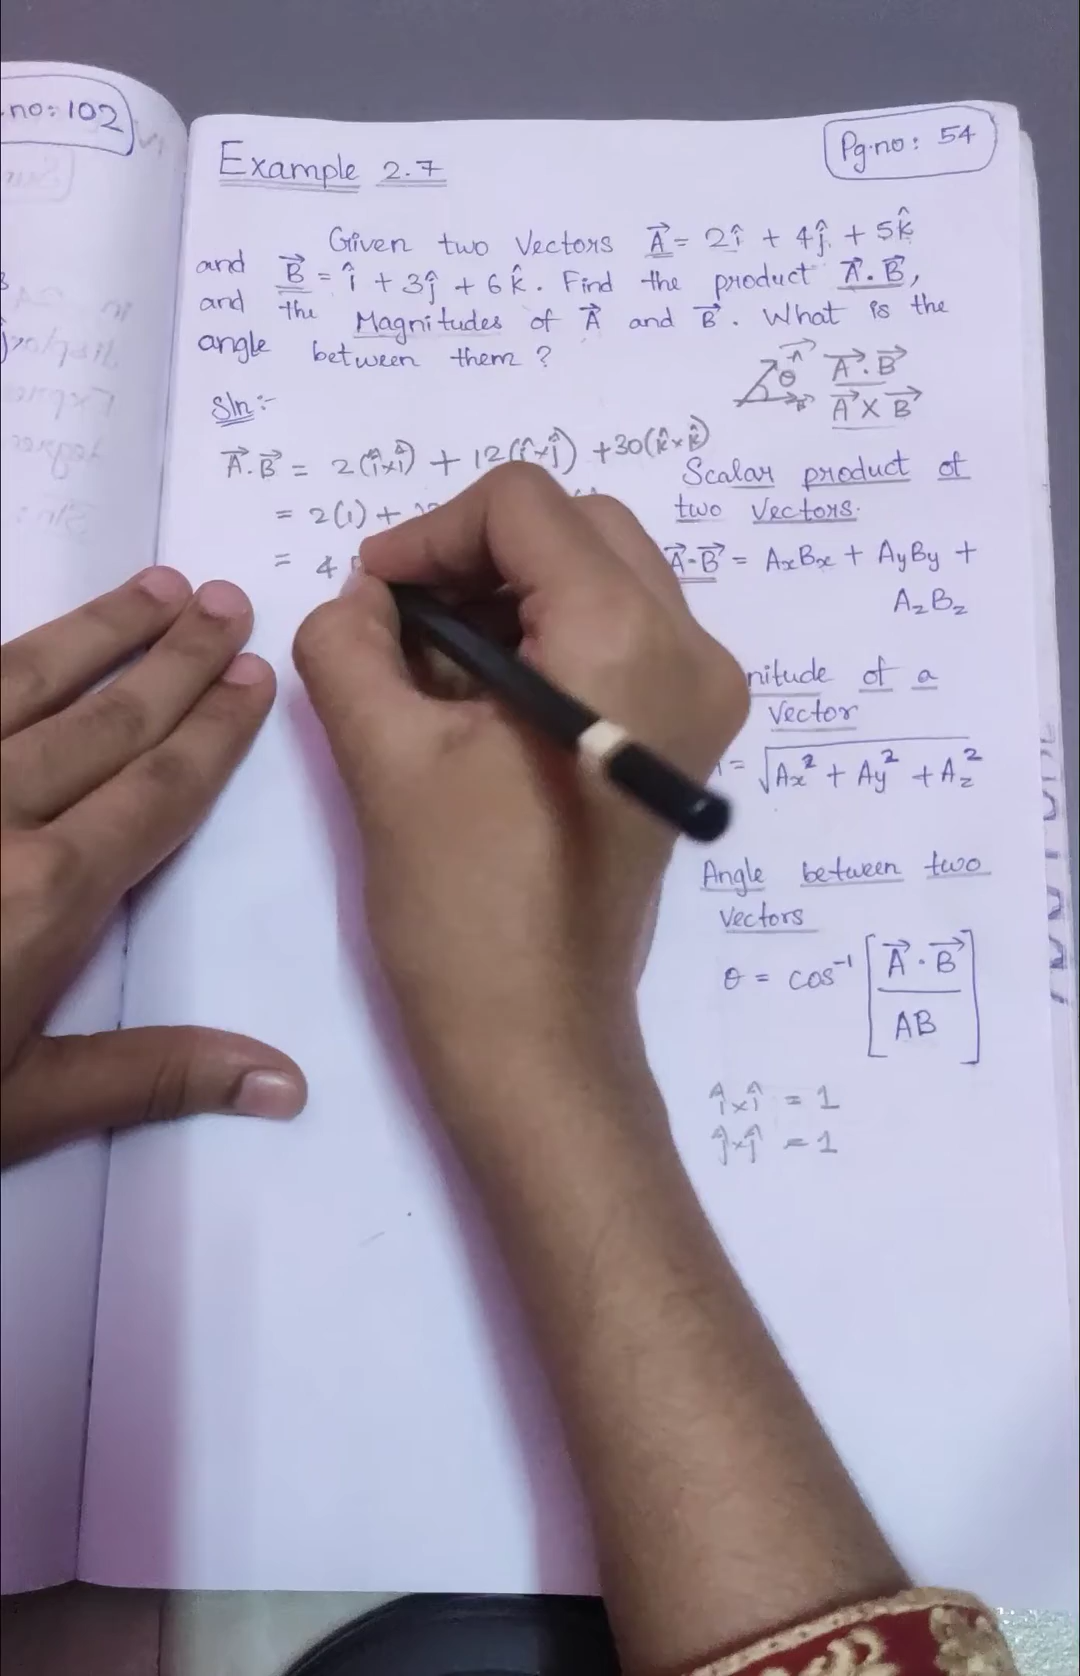 no: 102
Pg.no: 54
Example 2.7
Given two Vectors A⃗ = 2î + 4ĵ + 5k̂
and B⃗ = î + 3ĵ + 6k̂. Find the product A⃗.B⃗,
and the Magnitudes of A⃗ and B⃗. What is the
angle between them?
θ
A⃗.B⃗
A⃗ X B⃗
Sln:-
A⃗.B⃗ = 2(î×î) + 12(ĵ×ĵ) + 30(k̂×k̂)
= 2(1) +
= 4
Scalar product of
two Vectors.
A⃗.B⃗ = AxBx + AyBy +
AzBz
of a
Vector
= √Ax² + Ay² + Az²
Angle between two
vectors
θ = cos⁻¹ [A⃗.B⃗
AB]
î×î = 1
ĵ×ĵ = 1